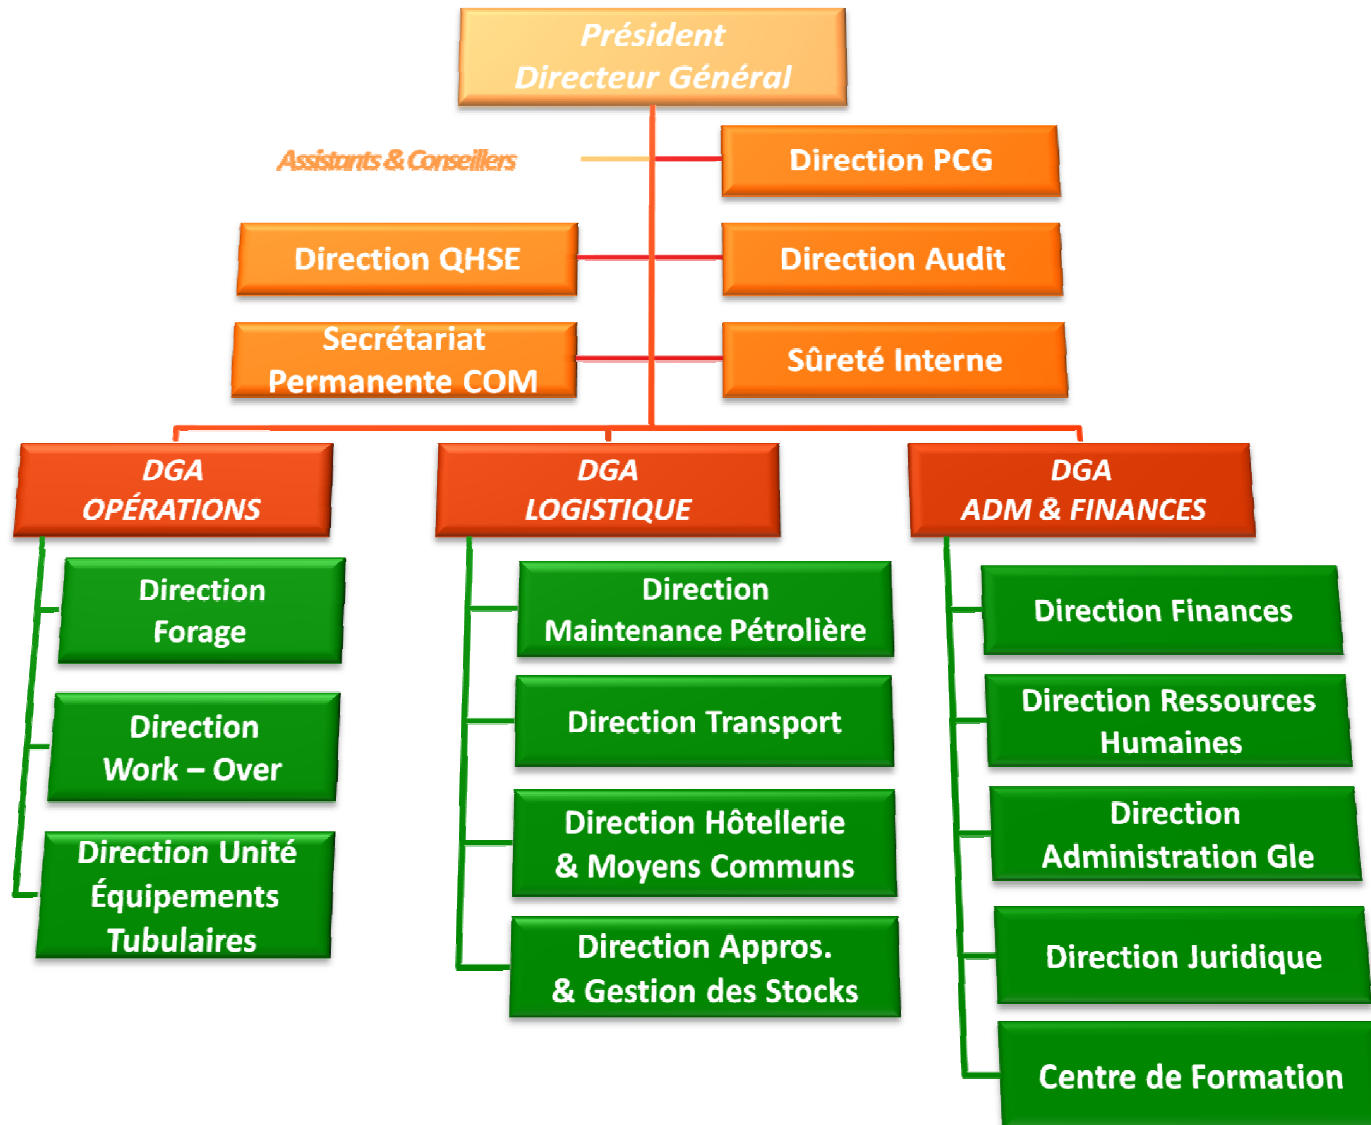 Président
Directeur Général
Assistants & Conseillers
Direction PCG
Direction QHSE
Direction Audit
Secrétariat
Permanente COM
Sûreté Interne
DGA
OPÉRATIONS
DGA
LOGISTIQUE
DGA
ADM & FINANCES
Direction
Forage
Direction
Work – Over
Direction Unité
Équipements
Tubulaires
Direction
Maintenance Pétrolière
Direction Transport
Direction Hôtellerie
& Moyens Communs
Direction Appros.
& Gestion des Stocks
Direction Finances
Direction Ressources
Humaines
Direction
Administration Gle
Direction Juridique
Centre de Formation